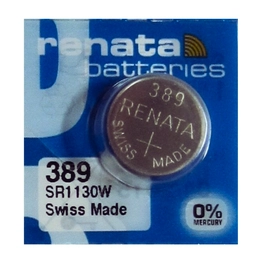 renata
batteries
389
RENATA
+
SWISS MADE
389
SR1130W
Swiss Made
0%
MERCURY